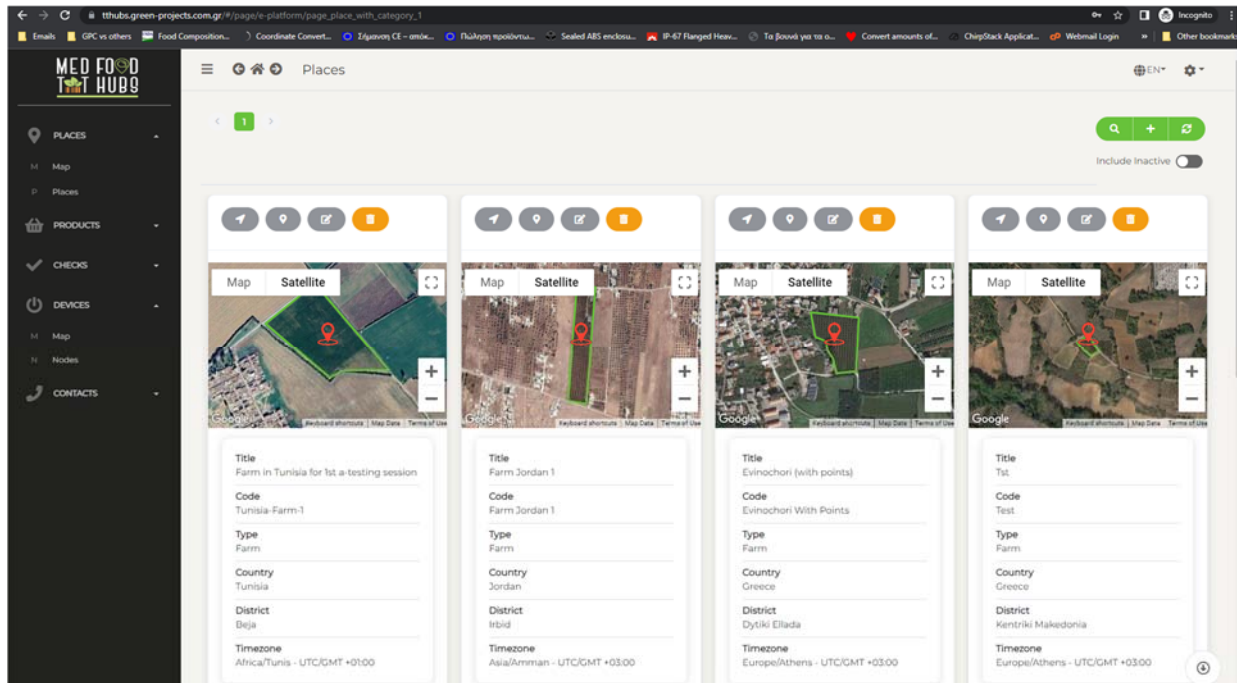 tthubs.green-projects.com.gr/#/page/e-platform/page_place_with_category_1
Incognito
Emails
GPC vs others
Food Composition...
Coordinate Convert...
Σήμανση CE – απόκ...
Πώληση προϊόντω...
Sealed ABS enclosu...
IP-67 Flanged Heav...
Τα βουνά για τα ο...
Convert amounts of...
ChirpStack Applicat...
Webmail Login
»
Other bookmarks
MED FOOD
TTHUBS
Places
EN
PLACES
M Map
P Places
PRODUCTS
CHECKS
DEVICES
M Map
N Nodes
CONTACTS
< 1 >
Include Inactive
Map Satellite
Google
Keyboard shortcuts Map Data Terms of Use
Title
Farm in Tunisia for 1st a-testing session
Code
Tunisia-Farm-1
Type
Farm
Country
Tunisia
District
Beja
Timezone
Africa/Tunis - UTC/GMT +01:00
Map Satellite
Google
Keyboard shortcuts Map Data Terms of Use
Title
Farm Jordan 1
Code
Farm Jordan 1
Type
Farm
Country
Jordan
District
Irbid
Timezone
Asia/Amman - UTC/GMT +03:00
Map Satellite
Google
Keyboard shortcuts Map Data Terms of Use
Title
Evinochori (with points)
Code
Evinochori With Points
Type
Farm
Country
Greece
District
Dytiki Ellada
Timezone
Europe/Athens - UTC/GMT +03:00
Map Satellite
Google
Keyboard shortcuts Map Data Terms of Use
Title
Tst
Code
Test
Type
Farm
Country
Greece
District
Kentriki Makedonia
Timezone
Europe/Athens - UTC/GMT +03:00